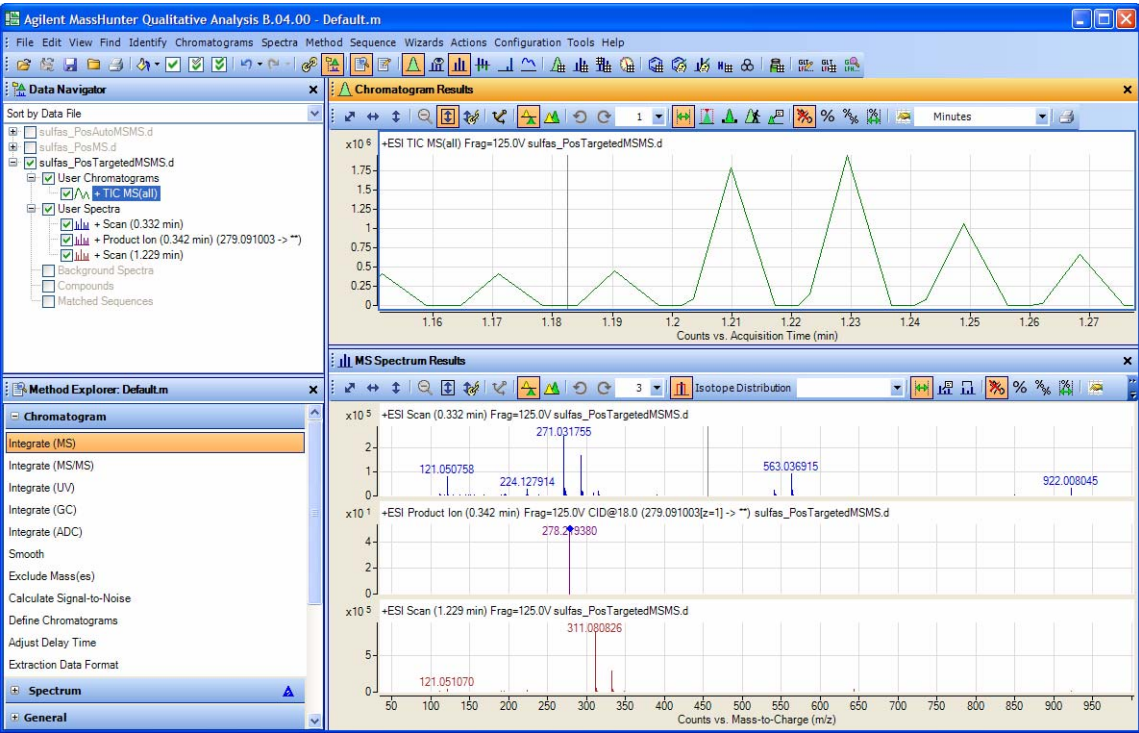 Agilent MassHunter Qualitative Analysis B.04.00 - Default.m
File Edit View Find Identify Chromatograms Spectra Method Sequence Wizards Actions Configuration Tools Help
Data Navigator
Sort by Data File
sulfas_PosAutoMSMS.d
sulfas_PosMS.d
sulfas_PosTargetedMSMS.d
User Chromatograms
+ TIC MS(all)
User Spectra
+ Scan (0.332 min)
+ Product Ion (0.342 min) (279.091003 -> **)
+ Scan (1.229 min)
Background Spectra
Compounds
Matched Sequences
Method Explorer: Default.m
Chromatogram
Integrate (MS)
Integrate (MS/MS)
Integrate (UV)
Integrate (GC)
Integrate (ADC)
Smooth
Exclude Mass(es)
Calculate Signal-to-Noise
Define Chromatograms
Adjust Delay Time
Extraction Data Format
Spectrum
General
Chromatogram Results
1 % Minutes
x10 6 +ESI TIC MS(all) Frag=125.0V sulfas_PosTargetedMSMS.d
1.75
1.5
1.25
1
0.75
0.5
0.25
0
1.16 1.17 1.18 1.19 1.2 1.21 1.22 1.23 1.24 1.25 1.26 1.27
Counts vs. Acquisition Time (min)
MS Spectrum Results
3 Isotope Distribution %
x10 5 +ESI Scan (0.332 min) Frag=125.0V sulfas_PosTargetedMSMS.d
271.031755
2
1
0
121.050758
224.127914
563.036915
922.008045
x10 1 +ESI Product Ion (0.342 min) Frag=125.0V CID@18.0 (279.091003[z=1] -> **) sulfas_PosTargetedMSMS.d
4
2
0
x10 5 +ESI Scan (1.229 min) Frag=125.0V sulfas_PosTargetedMSMS.d
311.080826
5
0
121.051070
50 100 150 200 250 300 350 400 450 500 550 600 650 700 750 800 850 900 950
Counts vs. Mass-to-Charge (m/z)